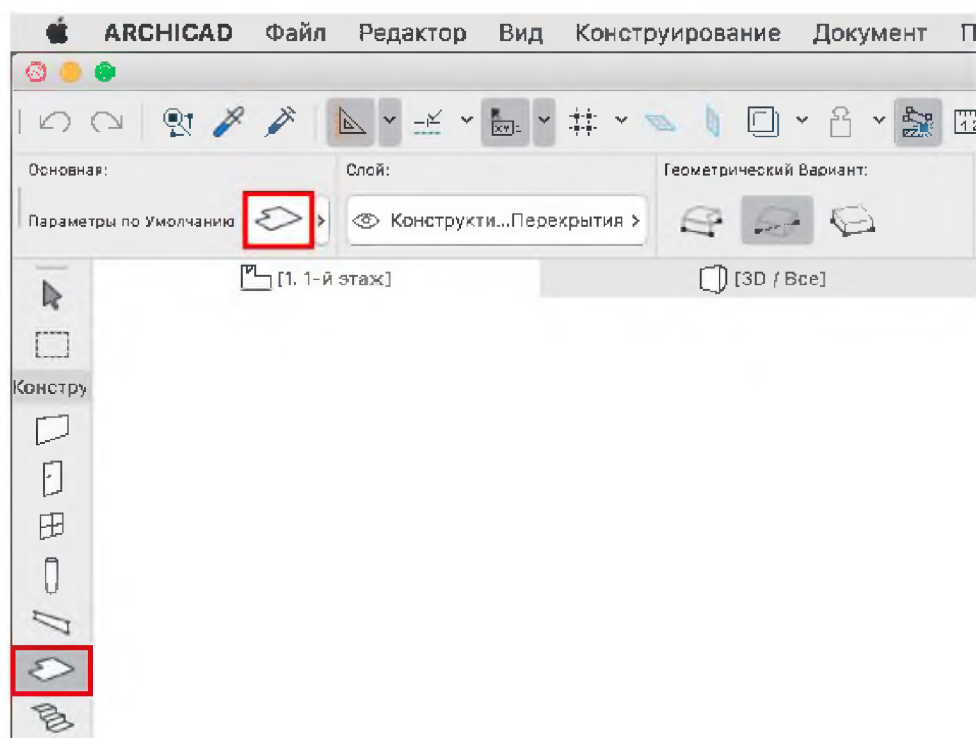 ARCHICAD Файл Редактор Вид Конструирование Документ П
Основная: Слой: Геометрический Вариант:
Параметры по Умолчанию Конструкти...Перекрытия
[1. 1-й этаж] [3D / Все]
Констру